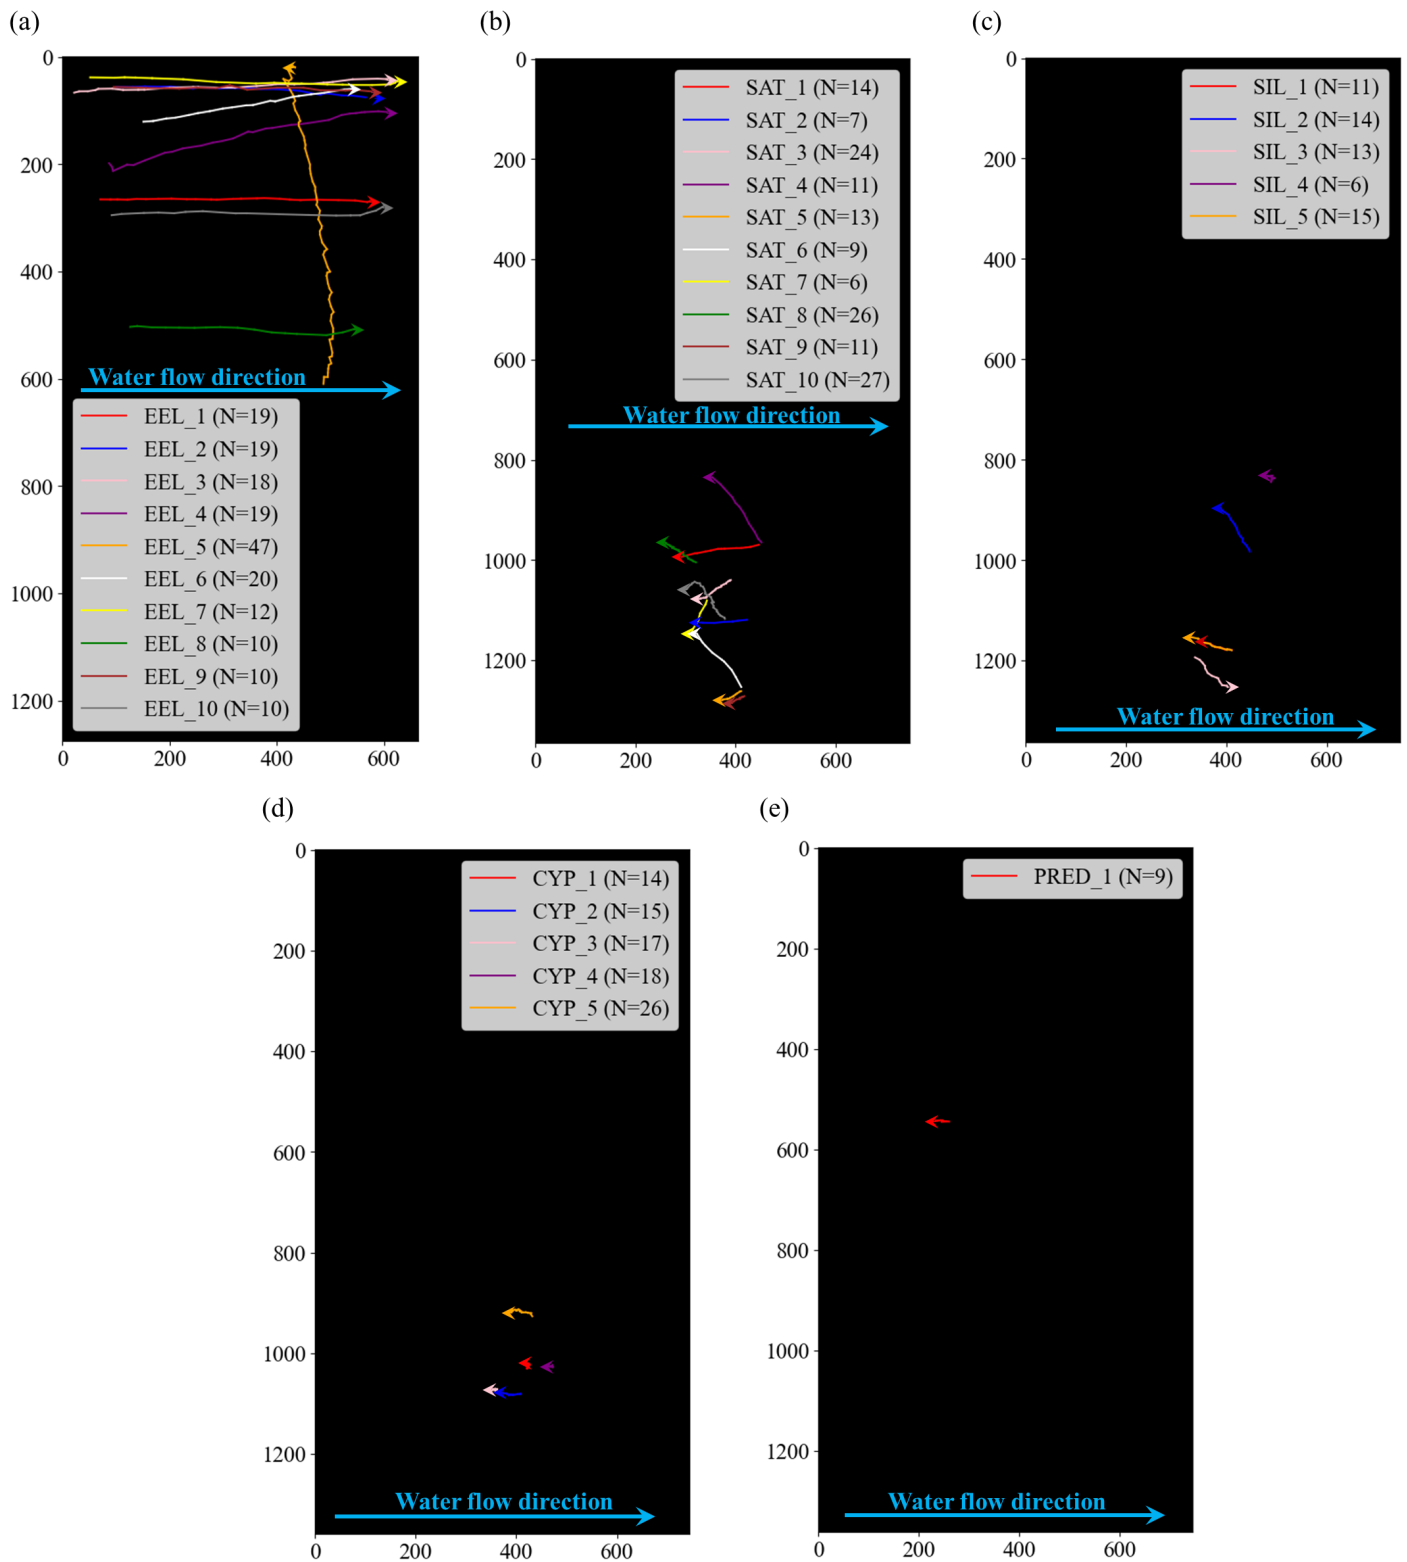 (a)
0
200
400
600
800
1000
1200
Water flow direction
EEL_1 (N=19)
EEL_2 (N=19)
EEL_3 (N=18)
EEL_4 (N=19)
EEL_5 (N=47)
EEL_6 (N=20)
EEL_7 (N=12)
EEL_8 (N=10)
EEL_9 (N=10)
EEL_10 (N=10)
0 200 400 600
(b)
0
200
400
600
800
1000
1200
SAT_1 (N=14)
SAT_2 (N=7)
SAT_3 (N=24)
SAT_4 (N=11)
SAT_5 (N=13)
SAT_6 (N=9)
SAT_7 (N=6)
SAT_8 (N=26)
SAT_9 (N=11)
SAT_10 (N=27)
Water flow direction
0 200 400 600
(c)
0
200
400
600
800
1000
1200
SIL_1 (N=11)
SIL_2 (N=14)
SIL_3 (N=13)
SIL_4 (N=6)
SIL_5 (N=15)
Water flow direction
0 200 400 600
(d)
0
200
400
600
800
1000
1200
CYP_1 (N=14)
CYP_2 (N=15)
CYP_3 (N=17)
CYP_4 (N=18)
CYP_5 (N=26)
Water flow direction
0 200 400 600
(e)
0
200
400
600
800
1000
1200
PRED_1 (N=9)
Water flow direction
0 200 400 600